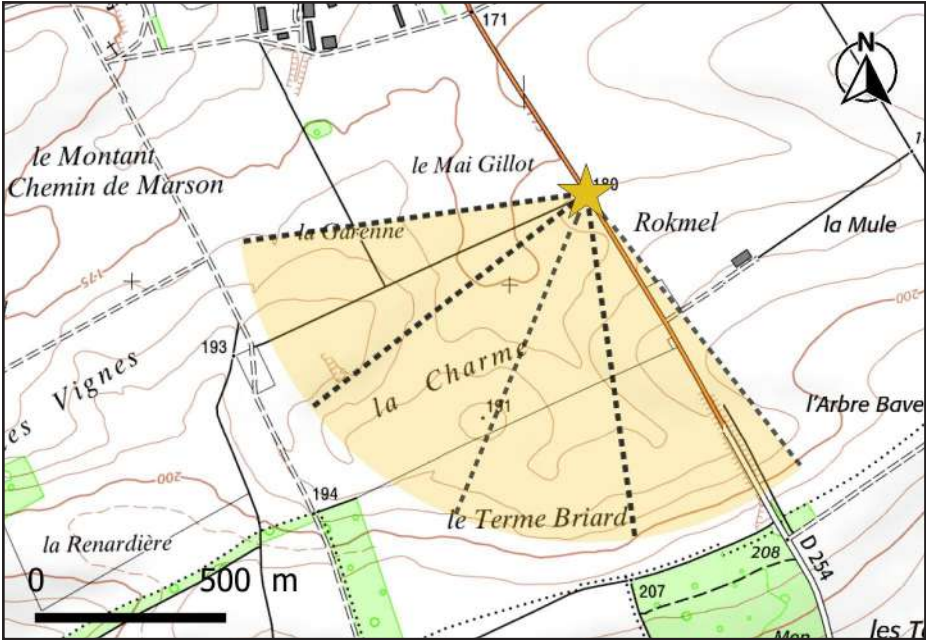 171
N
le Montant
Chemin de Marson
le Mai Gillot
180
Rokmel
la Mule
la Garenne
175
200
193
la Charme
191
Vignes
l'Arbre Bave
200
194
le Terme Briard
la Renardière
208
D 254
207
0 500 m
les T